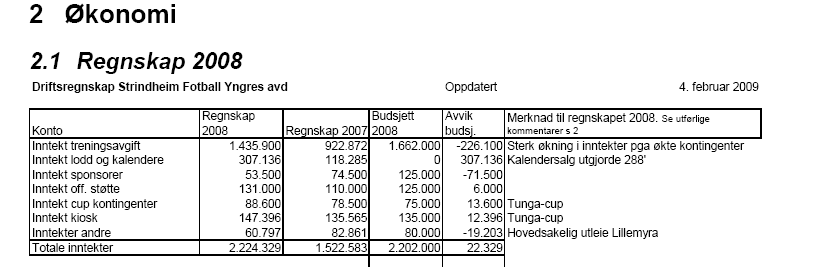 2 Økonomi
2.1 Regnskap 2008
Driftsregnskap Strindheim Fotball Yngres avd Oppdatert 4. februar 2009
Konto Regnskap 2008 Regnskap 2007 Budsjett 2008 Avvik budsj. Merknad til regnskapet 2008. Se utførlige kommentarer s 2
Inntekt treningsavgift 1.435.900 922.872 1.662.000 -226.100 Sterk økning i inntekter pga økte kontingenter
Inntekt lodd og kalendere 307.136 118.285 0 307.136 Kalendersalg utgjorde 288'
Inntekt sponsorer 53.500 74.500 125.000 -71.500
Inntekt off. støtte 131.000 110.000 125.000 6.000
Inntekt cup kontingenter 88.600 78.500 75.000 13.600 Tunga-cup
Inntekt kiosk 147.396 135.565 135.000 12.396 Tunga-cup
Inntekter andre 60.797 82.861 80.000 -19.203 Hovedsakelig utleie Lillemyra
Totale inntekter 2.224.329 1.522.583 2.202.000 22.329